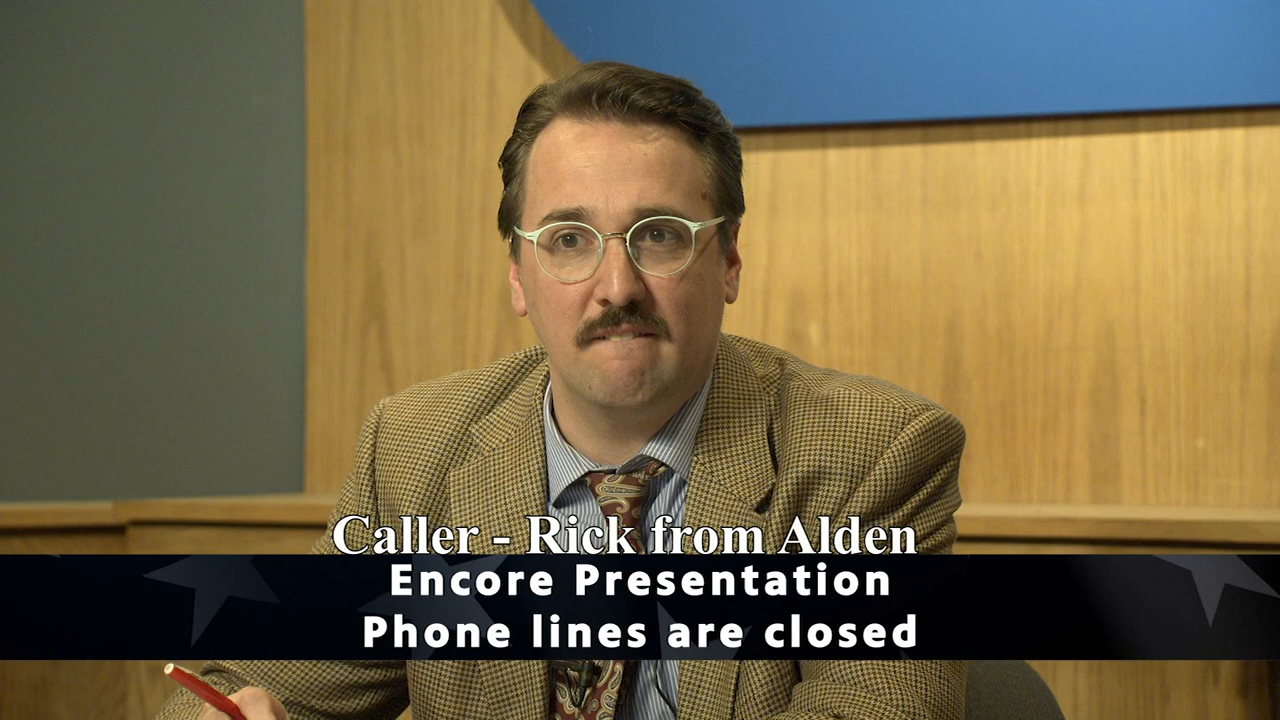 Caller - Rick from Alden
Encore Presentation
Phone lines are closed